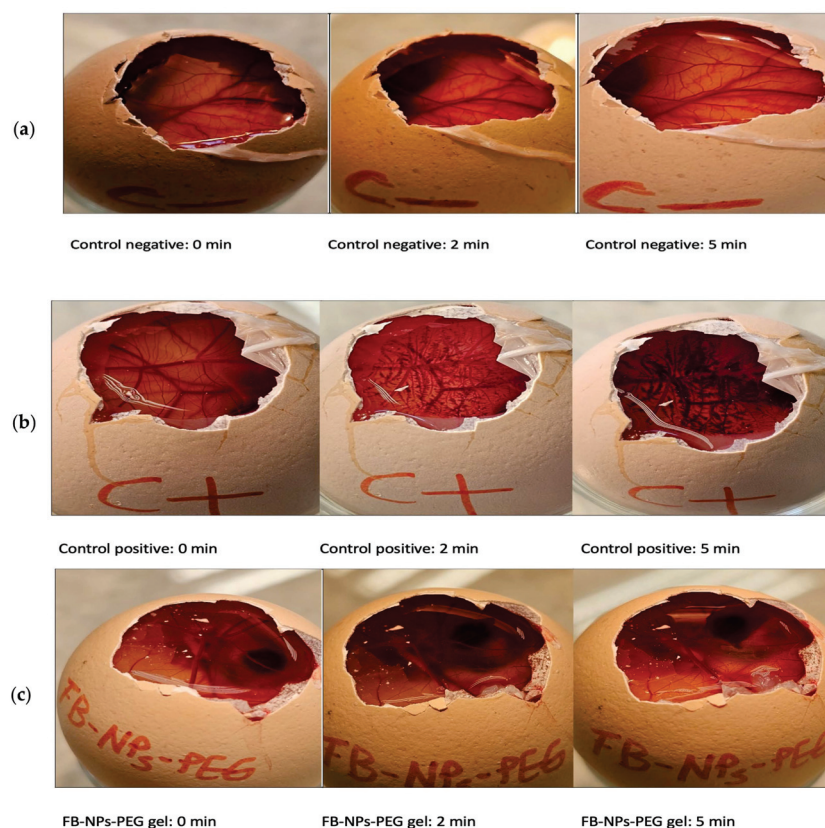 (a)
C-
C-
C-
Control negative: 0 min
Control negative: 2 min
Control negative: 5 min
(b)
C+
C+
C+
Control positive: 0 min
Control positive: 2 min
Control positive: 5 min
(c)
FB-NPs-PEG
FB-NPs-PEG
FB-NPs-PEG
FB-NPs-PEG gel: 0 min
FB-NPs-PEG gel: 2 min
FB-NPs-PEG gel: 5 min